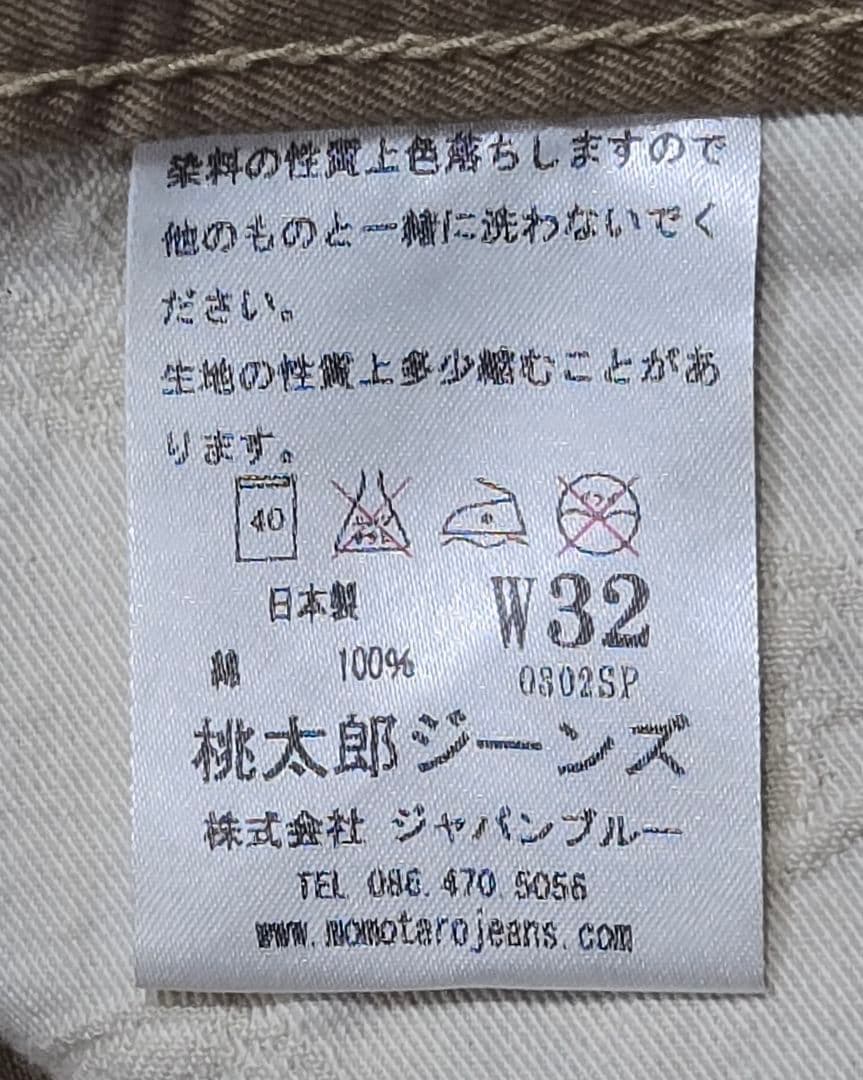 染料の性質上色落ちしますので
他のものと一緒に洗わないでく
ださい。
生地の性質上多少縮むことがあ
ります。
40
日本製
W32
綿 100%
0302SP
桃太郎ジーンズ
株式会社 ジャパンブルー
TEL 086.470.5056
www.momotarojeans.com